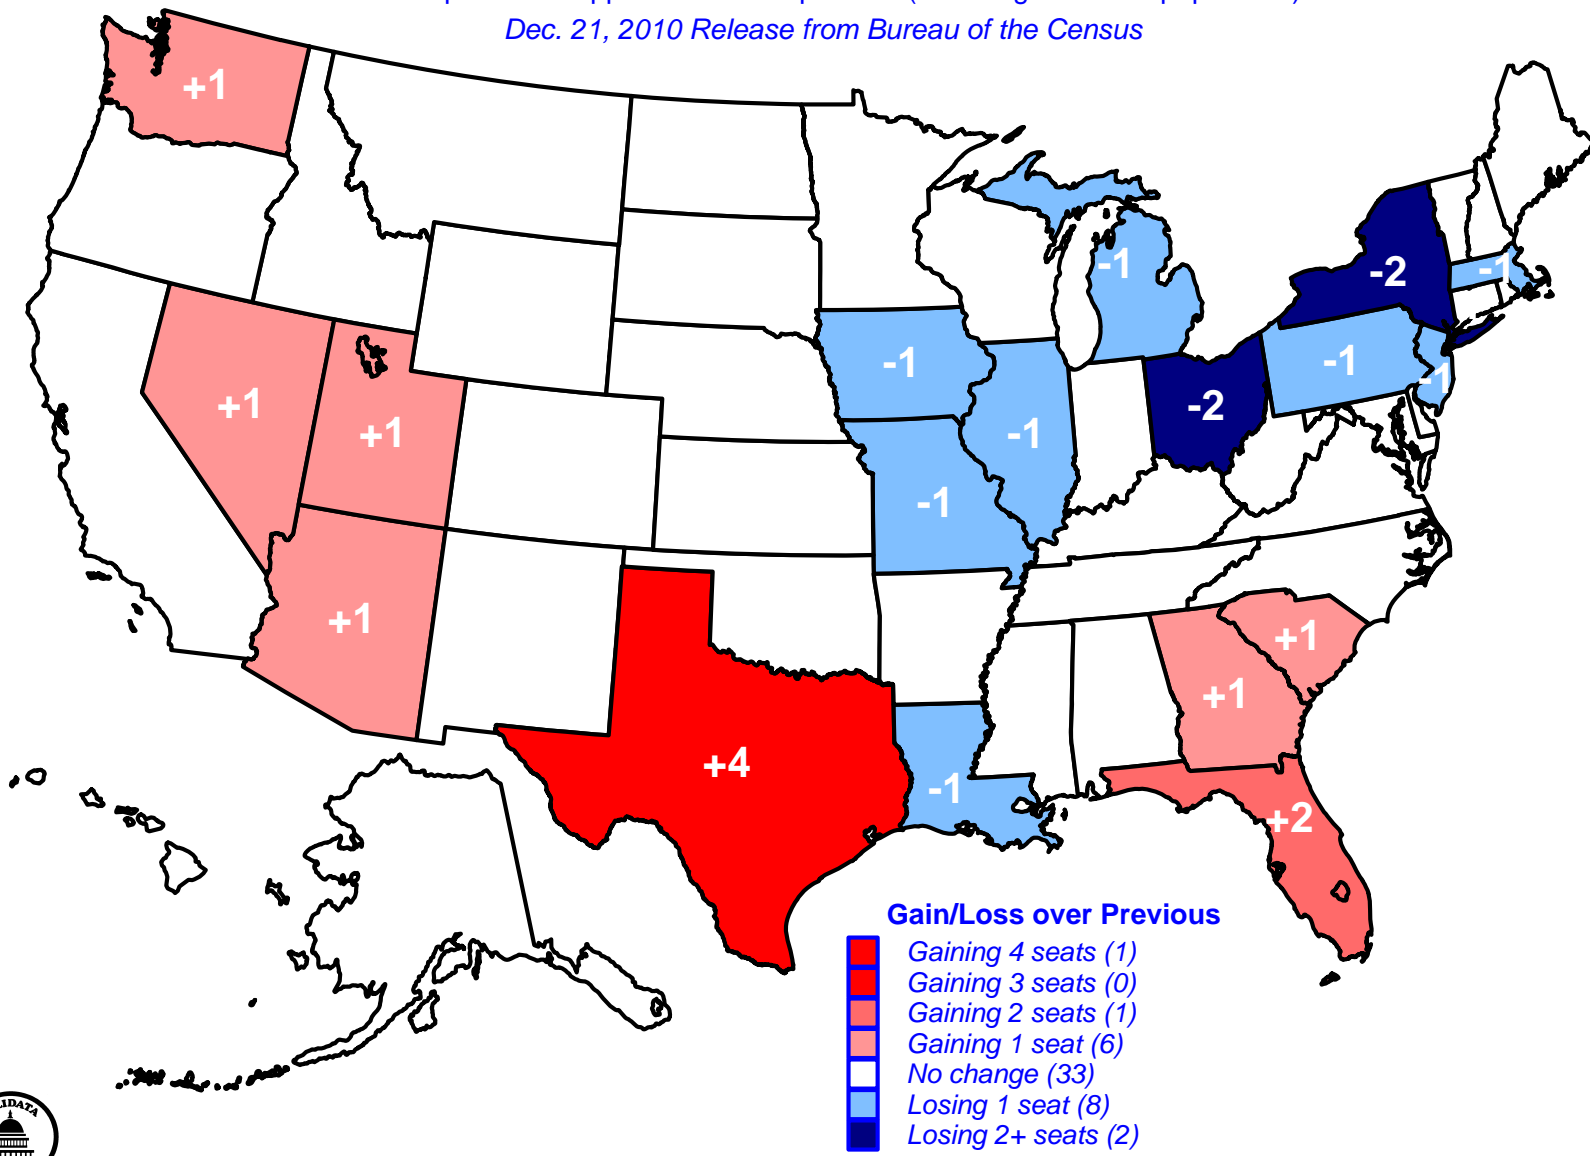 Dec. 21, 2010 Release from Bureau of the Census
+1
-1
-2
-1
-1
-1
-1
+1
+1
-2
-1
-1
+1
+1
+1
+4
-1
+2
Gain/Loss over Previous
Gaining 4 seats (1)
Gaining 3 seats (0)
Gaining 2 seats (1)
Gaining 1 seat (6)
No change (33)
Losing 1 seat (8)
Losing 2+ seats (2)